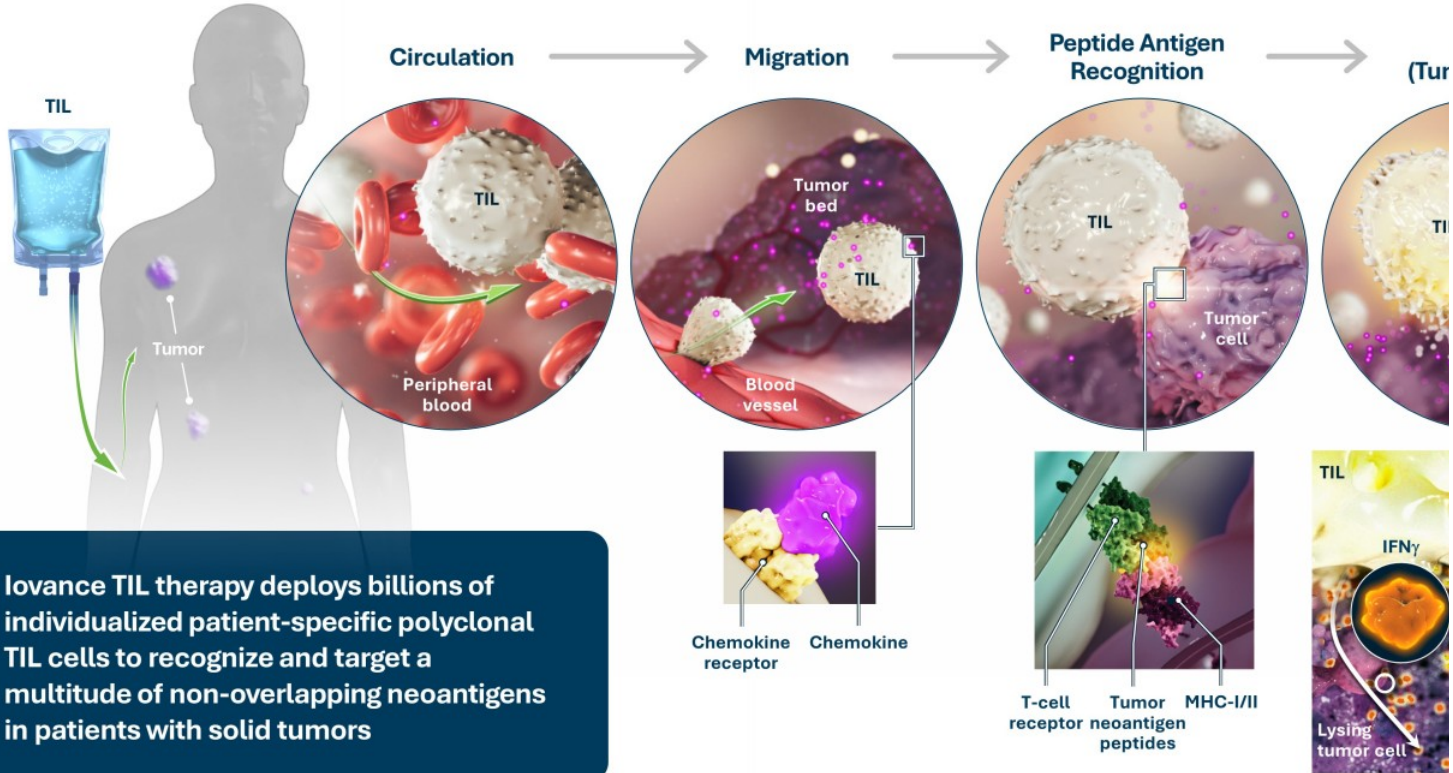 TIL
Tumor
Circulation
TIL
Peripheral
blood
Migration
Tumor
bed
TIL
Blood
vessel
Chemokine
receptor
Chemokine
Peptide Antigen
Recognition
TIL
Tumor
cell
T-cell
receptor
Tumor
neoantigen
peptides
MHC-I/II
(Tur
TIL
TIL
IFNγ
Lysing
tumor cell
Iovance TIL therapy deploys billions of
individualized patient-specific polyclonal
TIL cells to recognize and target a
multitude of non-overlapping neoantigens
in patients with solid tumors